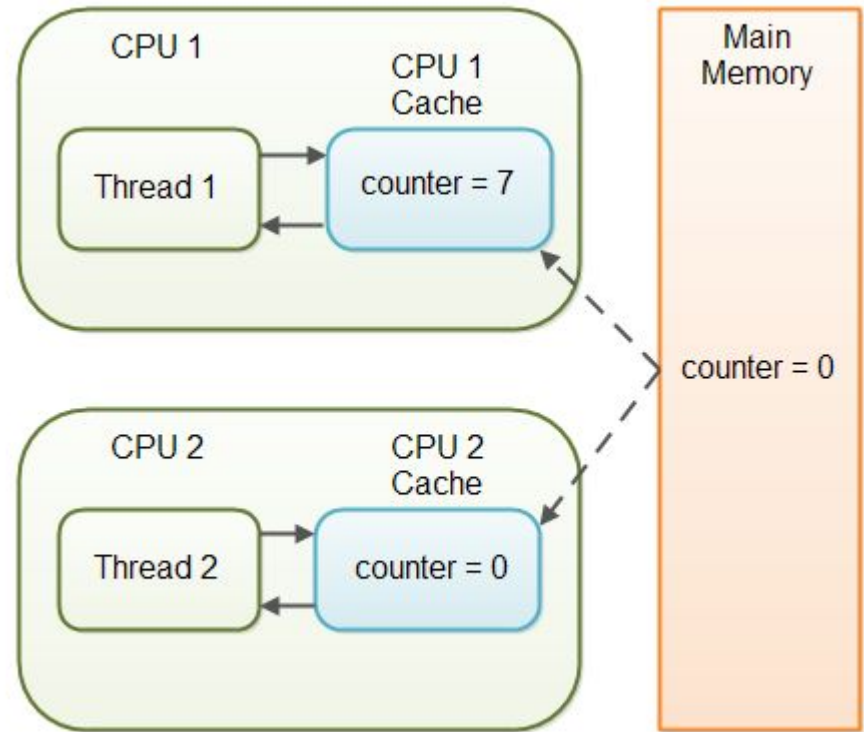 CPU 1
CPU 1
Cache
Thread 1
counter = 7
Main
Memory
counter = 0
CPU 2
CPU 2
Cache
Thread 2
counter = 0